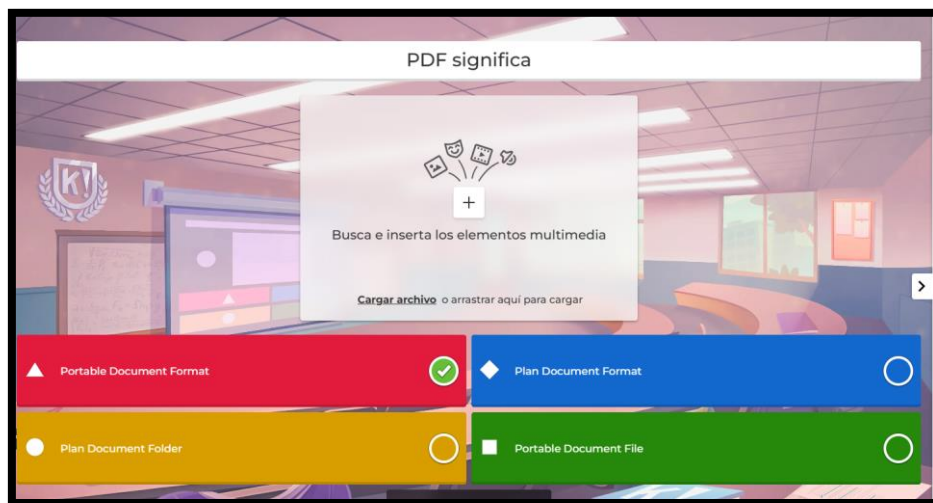 PDF significa
K!
Busca e inserta los elementos multimedia
Cargar archivo o arrastrar aquí para cargar
Portable Document Format
Plan Document Format
Plan Document Folder
Portable Document File